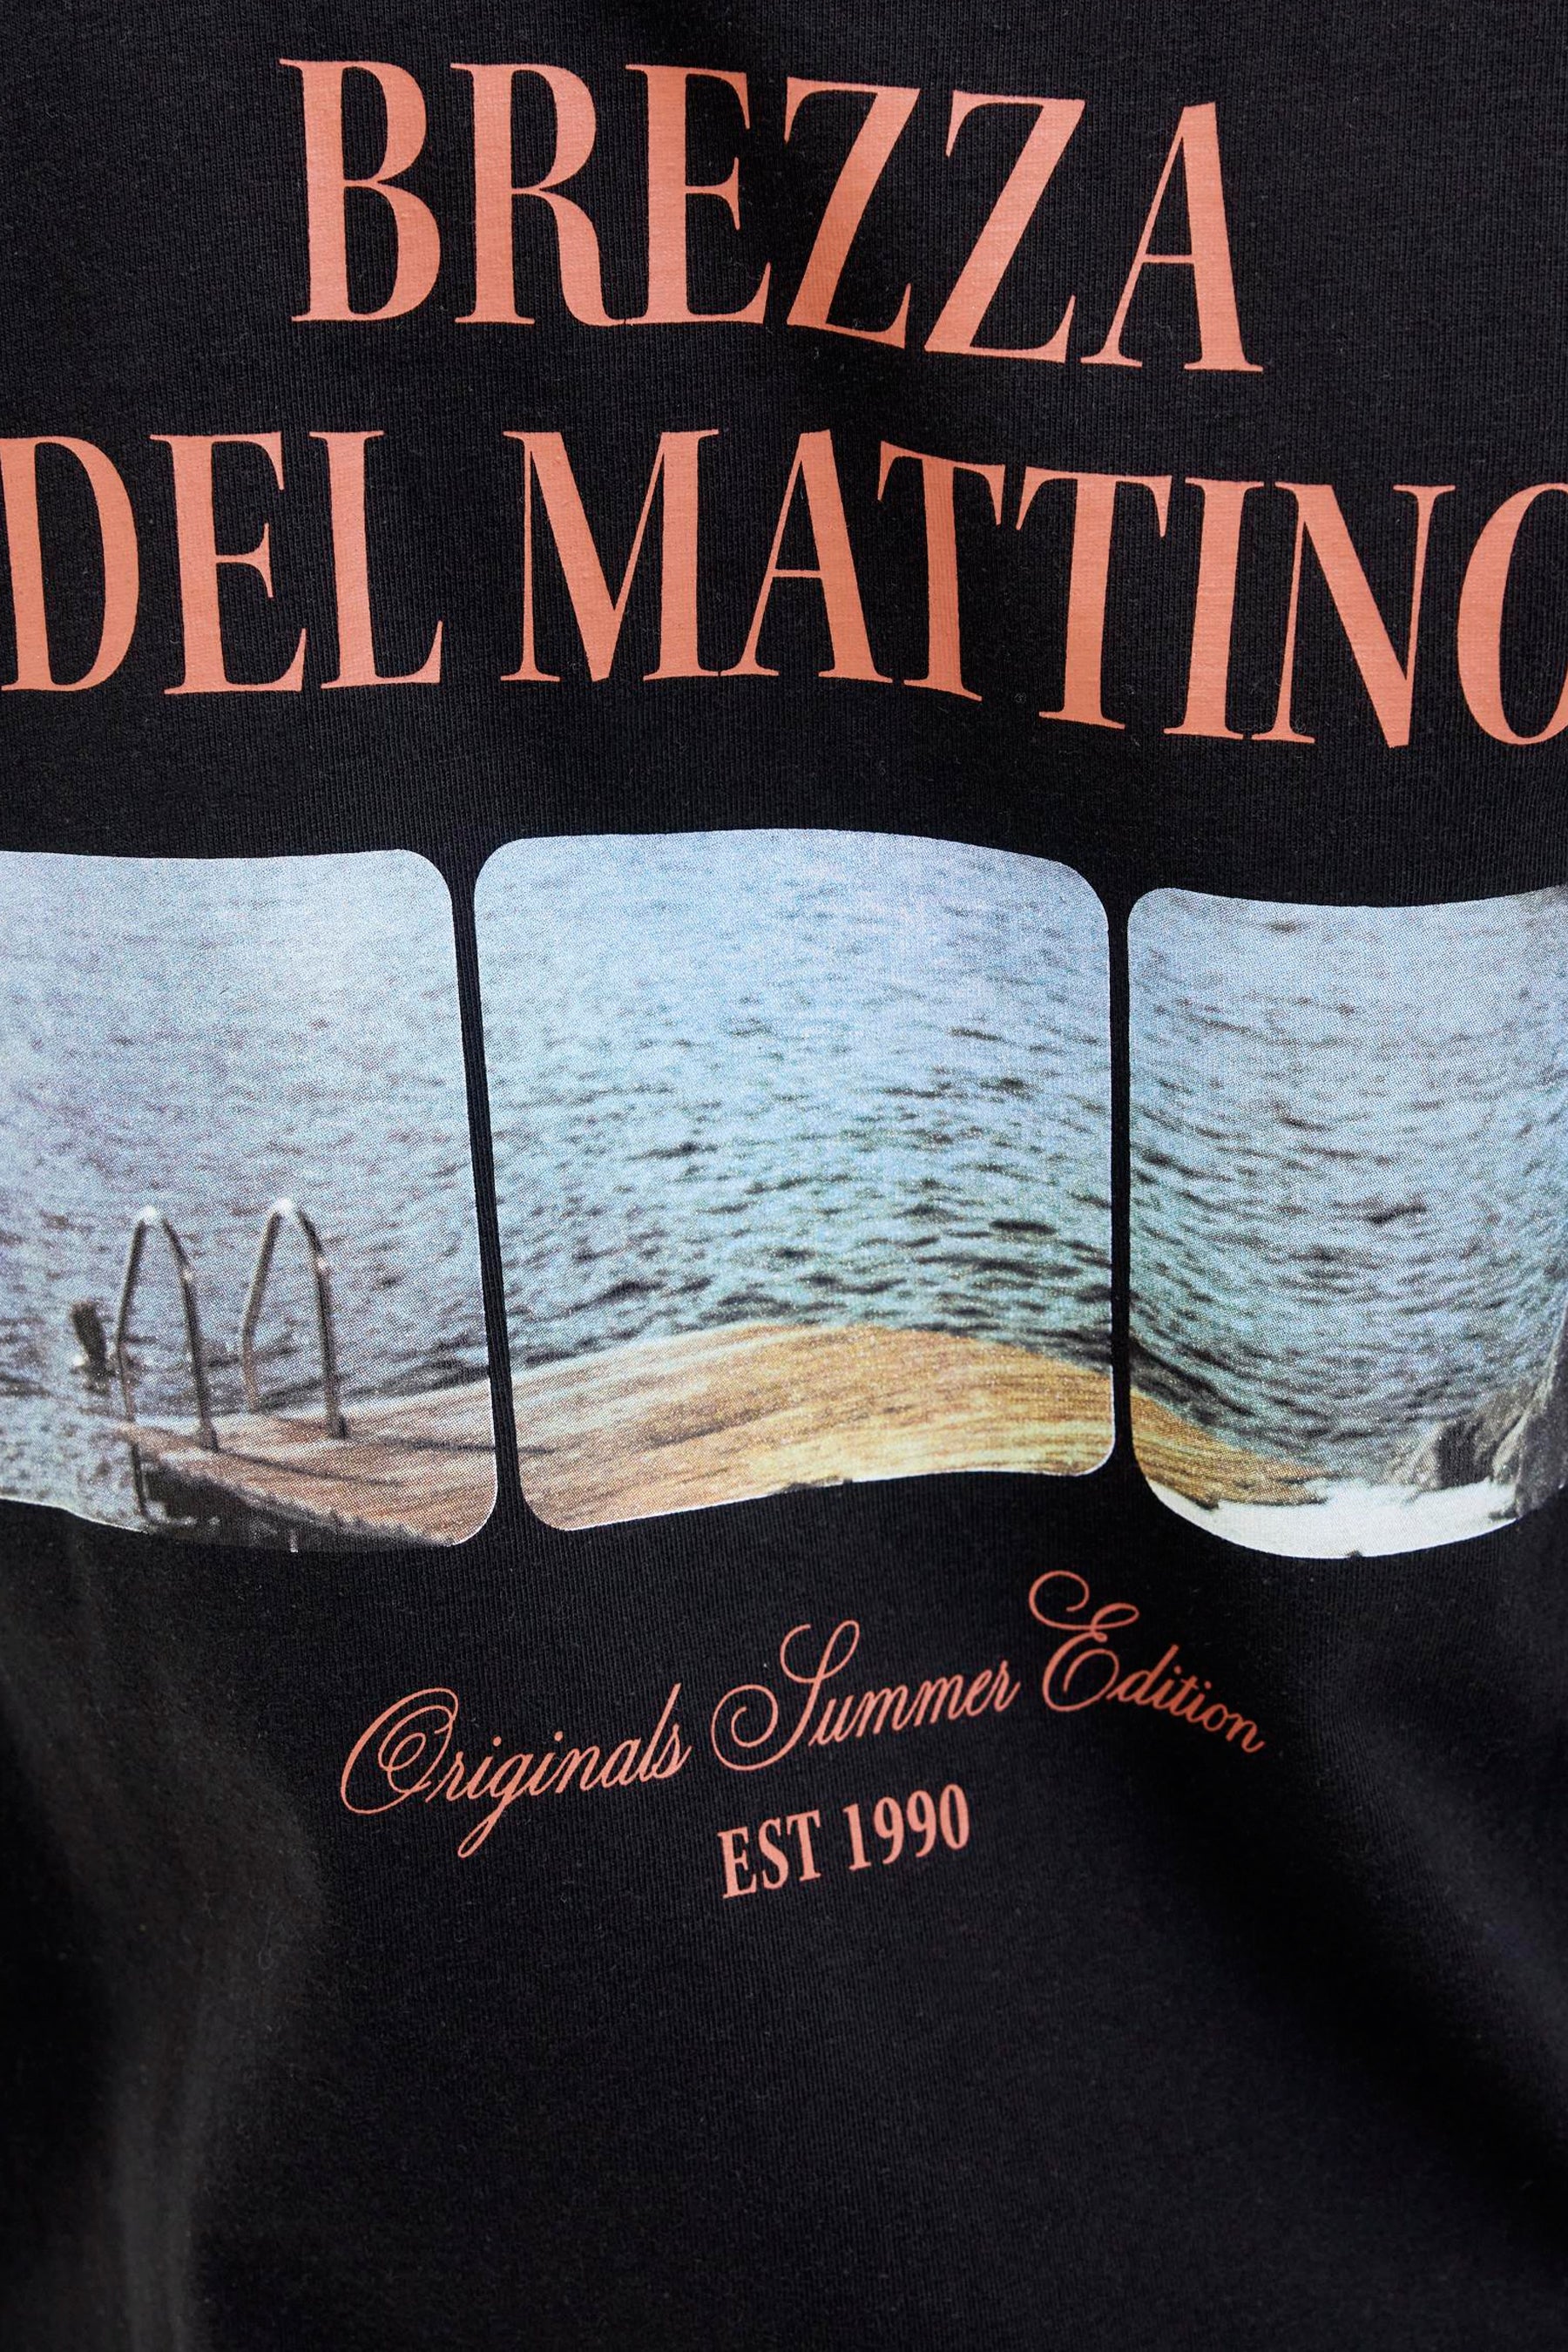 BREZZA
DEL MATTINO
Originals Summer Edition
EST 1990